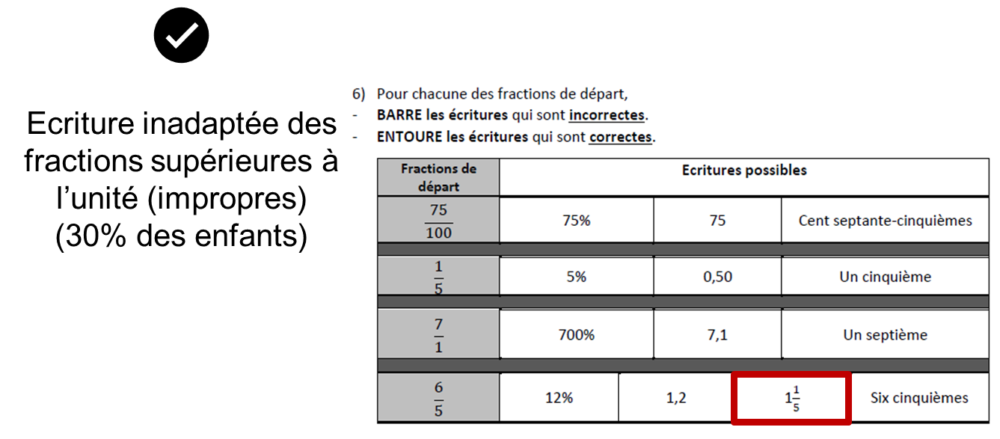 Ecriture inadaptée des
fractions supérieures à
l’unité (impropres)
(30% des enfants)
6) Pour chacune des fractions de départ,
- BARRE les écritures qui sont incorrectes.
- ENTOURE les écritures qui sont correctes.
Fractions de départ | Ecritures possibles
75/100 | 75% | 75 | Cent septante-cinquièmes
1/5 | 5% | 0,50 | Un cinquième
7/1 | 700% | 7,1 | Un septième
6/5 | 12% | 1,2 | 1 1/5 | Six cinquièmes